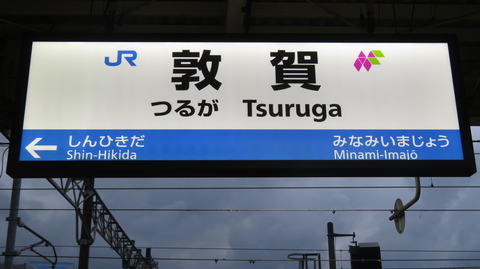 JR
敦賀
つるが Tsuruga
← しんひきだ みなみいまじょう
Shin-Hikida Minami-Imajō